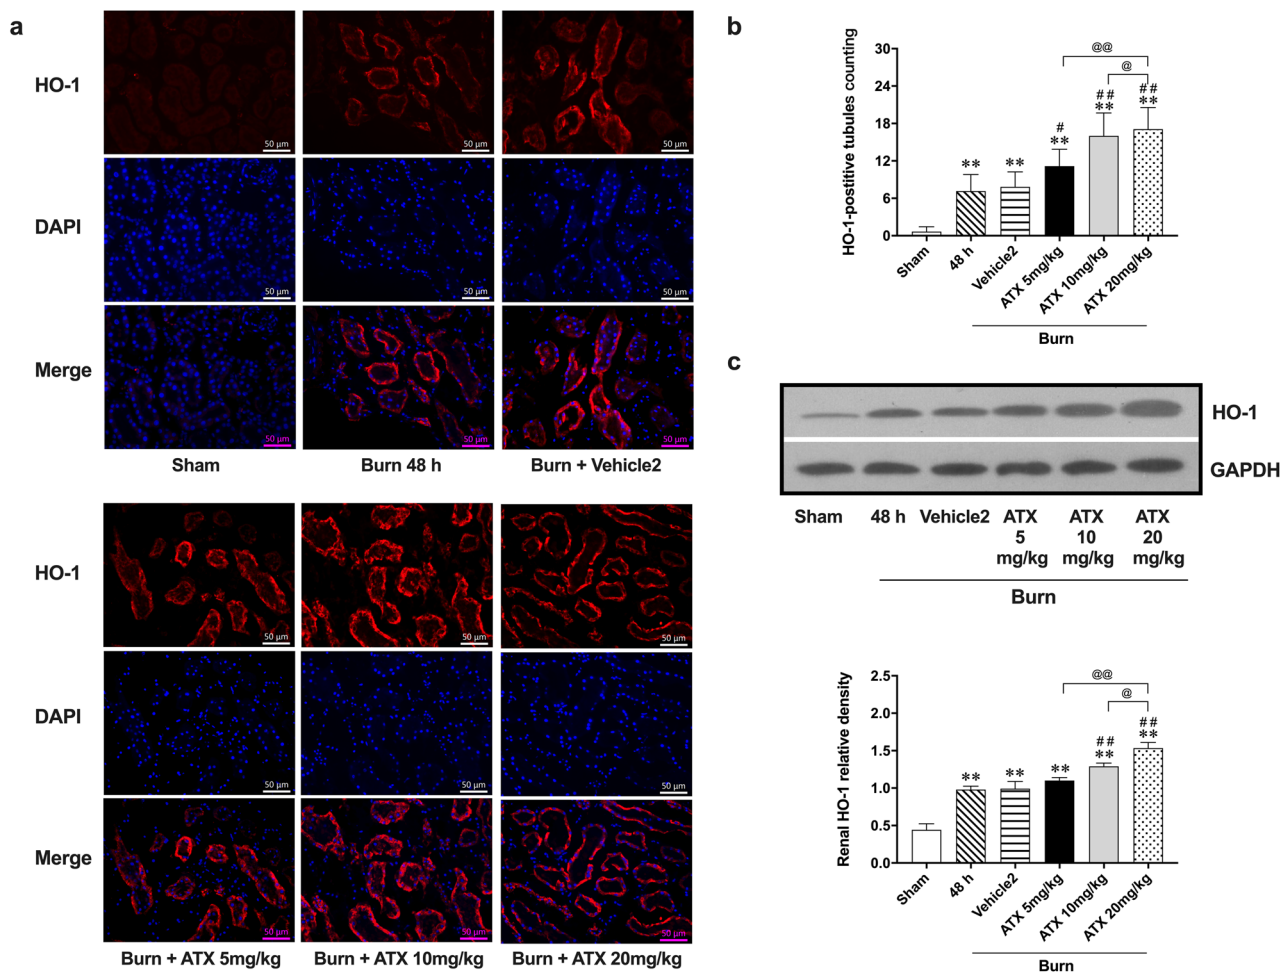 a
HO-1
50 μm
50 μm
50 μm
DAPI
50 μm
50 μm
50 μm
Merge
50 μm
50 μm
50 μm
Sham
Burn 48 h
Burn + Vehicle2
HO-1
50 μm
50 μm
50 μm
DAPI
50 μm
50 μm
50 μm
Merge
50 μm
50 μm
50 μm
Burn + ATX 5mg/kg
Burn + ATX 10mg/kg
Burn + ATX 20mg/kg
b
HO-1-postitive tubules counting
30
24
18
12
6
0
**
**
#
**
##
**
##
**
@@
@
Sham
48 h
Vehicle2
ATX 5mg/kg
ATX 10mg/kg
ATX 20mg/kg
Burn
c
HO-1
GAPDH
Sham
48 h
Vehicle2
ATX
5
mg/kg
ATX
10
mg/kg
ATX
20
mg/kg
Burn
Renal HO-1 relative density
2.5
2.0
1.5
1.0
0.5
0.0
**
**
**
##
**
##
**
@@
@
Sham
48 h
Vehicle2
ATX 5mg/kg
ATX 10mg/kg
ATX 20mg/kg
Burn